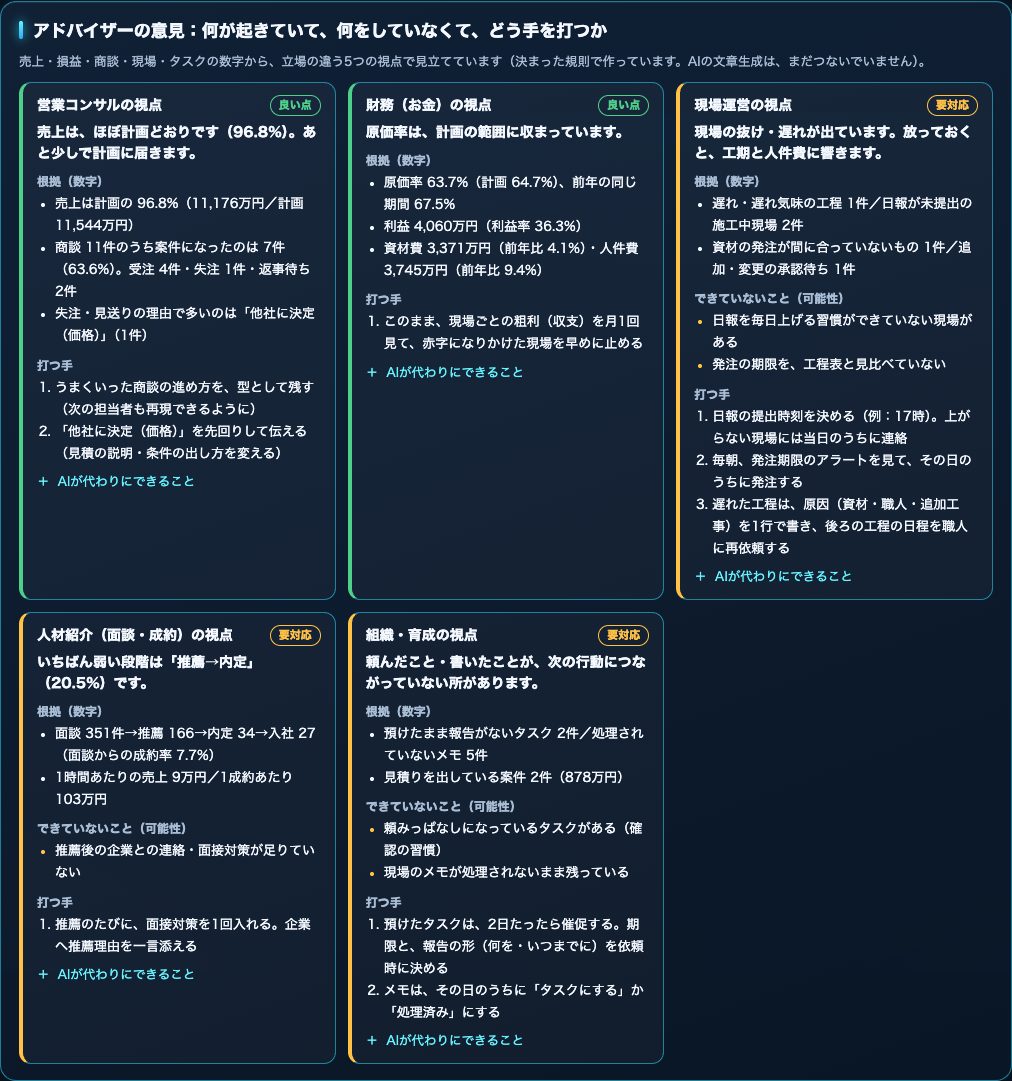 アドバイザーの意見：何が起きていて、何をしていなくて、どう手を打つか
売上・損益・商談・現場・タスクの数字から、立場の違う5つの視点で見立てています（決まった規則で作っています。AIの文章生成は、まだつないでいません）。
営業コンサルの視点
良い点
売上は、ほぼ計画どおりです（96.8%）。あ
と少しで計画に届きます。
根拠（数字）
• 売上は計画の 96.8%（11,176万円／計画
11,544万円）
• 商談 11件のうち案件になったのは 7件
（63.6%）。受注 4件・失注 1件・返事待ち
2件
• 失注・見送りの理由で多いのは「他社に決定
（価格）」（1件）
打つ手
1. うまくいった商談の進め方を、型として残す
（次の担当者も再現できるように）
2. 「他社に決定（価格）」を先回りして伝える
（見積の説明・条件の出し方を変える）
＋ AIが代わりにできること
財務（お金）の視点
良い点
原価率は、計画の範囲に収まっています。
根拠（数字）
• 原価率 63.7%（計画 64.7%）、前年の同じ
期間 67.5%
• 利益 4,060万円（利益率 36.3%）
• 資材費 3,371万円（前年比 4.1%）・人件費
3,745万円（前年比 9.4%）
打つ手
1. このまま、現場ごとの粗利（収支）を月1回
見て、赤字になりかけた現場を早めに止める
＋ AIが代わりにできること
現場運営の視点
要対応
現場の抜け・遅れが出ています。放っておく
と、工期と人件費に響きます。
根拠（数字）
• 遅れ・遅れ気味の工程 1件／日報が未提出の
施工中現場 2件
• 資材の発注が間に合っていないもの 1件／追
加・変更の承認待ち 1件
できていないこと（可能性）
• 日報を毎日上げる習慣ができていない現場が
ある
• 発注の期限を、工程表と見比べていない
打つ手
1. 日報の提出時刻を決める（例：17時）。上が
らない現場には当日のうちに連絡
2. 毎朝、発注期限のアラートを見て、その日の
うちに発注する
3. 遅れた工程は、原因（資材・職人・追加工
事）を1行で書き、後ろの工程の日程を職人
に再依頼する
＋ AIが代わりにできること
人材紹介（面談・成約）の視点
要対応
いちばん弱い段階は「推薦→内定」
（20.5%）です。
根拠（数字）
• 面談 351件→推薦 166→内定 34→入社 27
（面談からの成約率 7.7%）
• 1時間あたりの売上 9万円／1成約あたり
103万円
できていないこと（可能性）
• 推薦後の企業との連絡・面接対策が足りてい
ない
打つ手
1. 推薦のたびに、面接対策を1回入れる。企業
へ推薦理由を一言添える
＋ AIが代わりにできること
組織・育成の視点
要対応
頼んだこと・書いたことが、次の行動につな
がっていない所があります。
根拠（数字）
• 預けたまま報告がないタスク 2件／処理され
ていないメモ 5件
• 見積りを出している案件 2件（878万円）
できていないこと（可能性）
• 頼みっぱなしになっているタスクがある（確
認の習慣）
• 現場のメモが処理されないまま残っている
打つ手
1. 預けたタスクは、2日たったら催促する。期
限と、報告の形（何を・いつまでに）を依頼
時に決める
2. メモは、その日のうちに「タスクにする」か
「処理済み」にする
＋ AIが代わりにできること